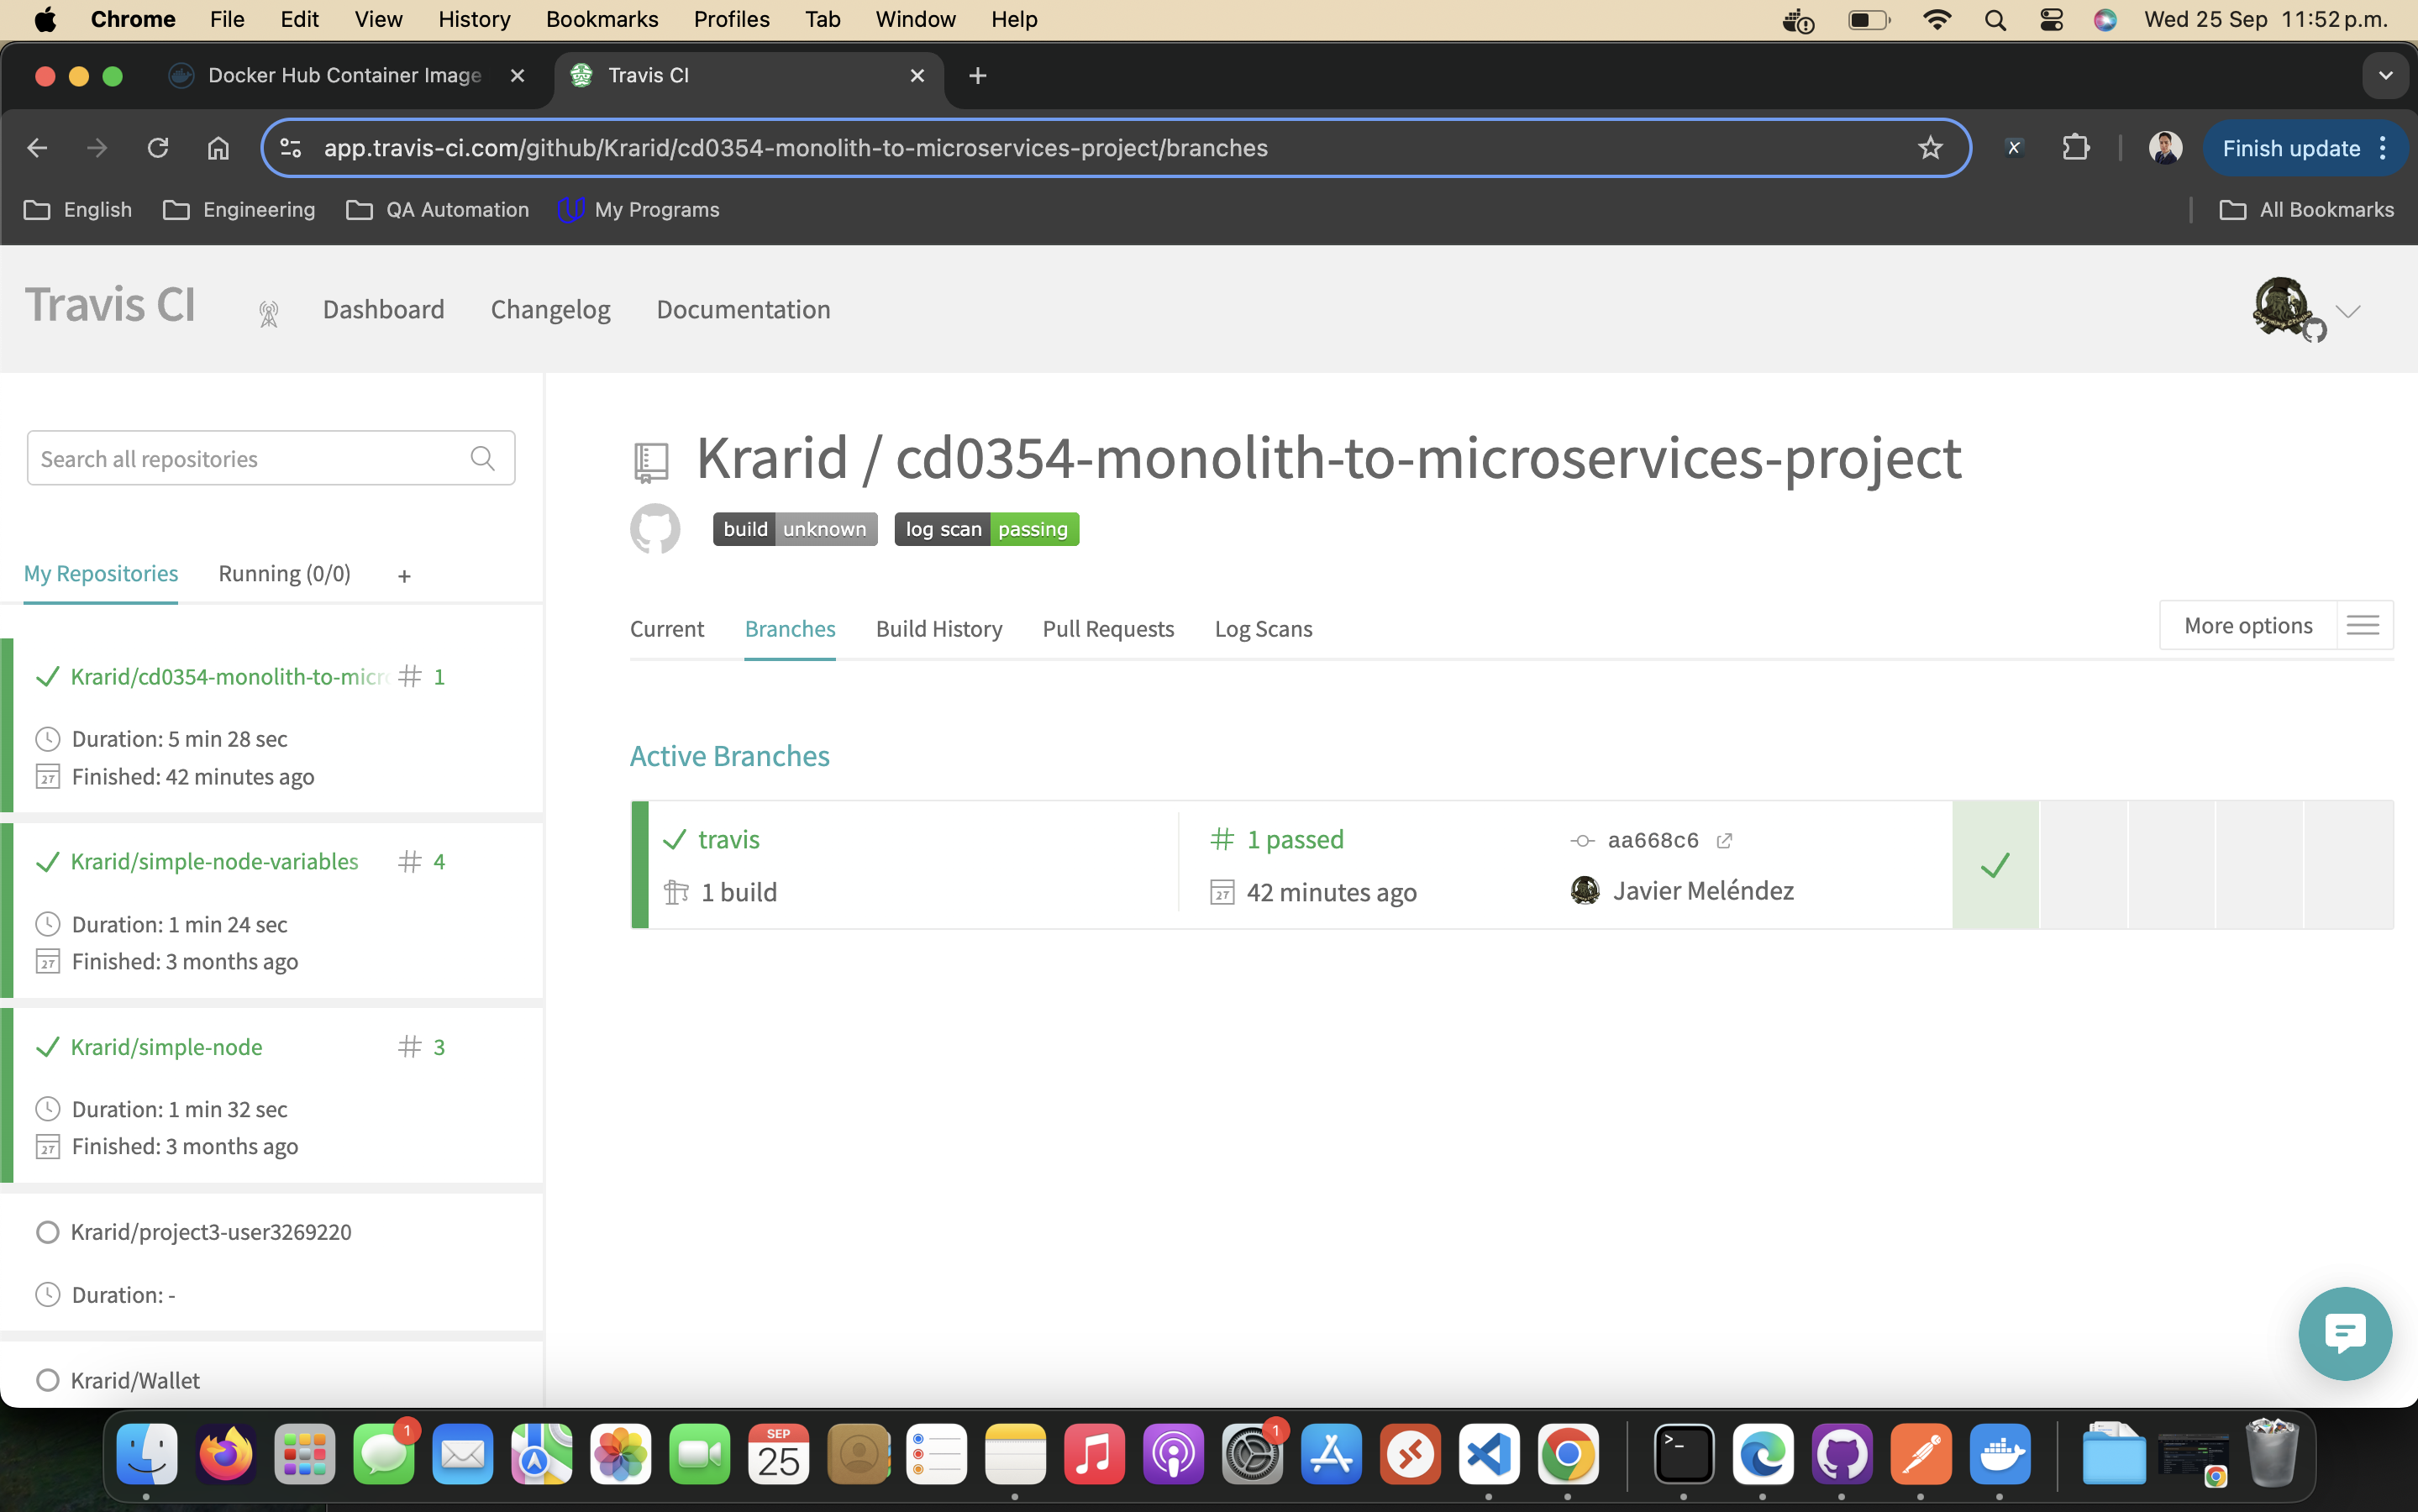 Chrome File Edit View History Bookmarks Profiles Tab Window Help Wed 25 Sep 11:52 p.m.
Docker Hub Container Image Travis CI
app.travis-ci.com/github/Krarid/cd0354-monolith-to-microservices-project/branches X Finish update
English Engineering QA Automation My Programs All Bookmarks
Travis CI Dashboard Changelog Documentation
Search all repositories
My Repositories Running (0/0) +
Krarid/cd0354-monolith-to-micr # 1
Duration: 5 min 28 sec
27 Finished: 42 minutes ago
Krarid/simple-node-variables # 4
Duration: 1 min 24 sec
27 Finished: 3 months ago
Krarid/simple-node # 3
Duration: 1 min 32 sec
27 Finished: 3 months ago
Krarid/project3-user3269220
Duration: -
Krarid/Wallet
Krarid / cd0354-monolith-to-microservices-project
build unknown log scan passing
Current Branches Build History Pull Requests Log Scans More options
Active Branches
travis # 1 passed aa668c6
1 build 27 42 minutes ago Javier Meléndez
1 SEP 25 1